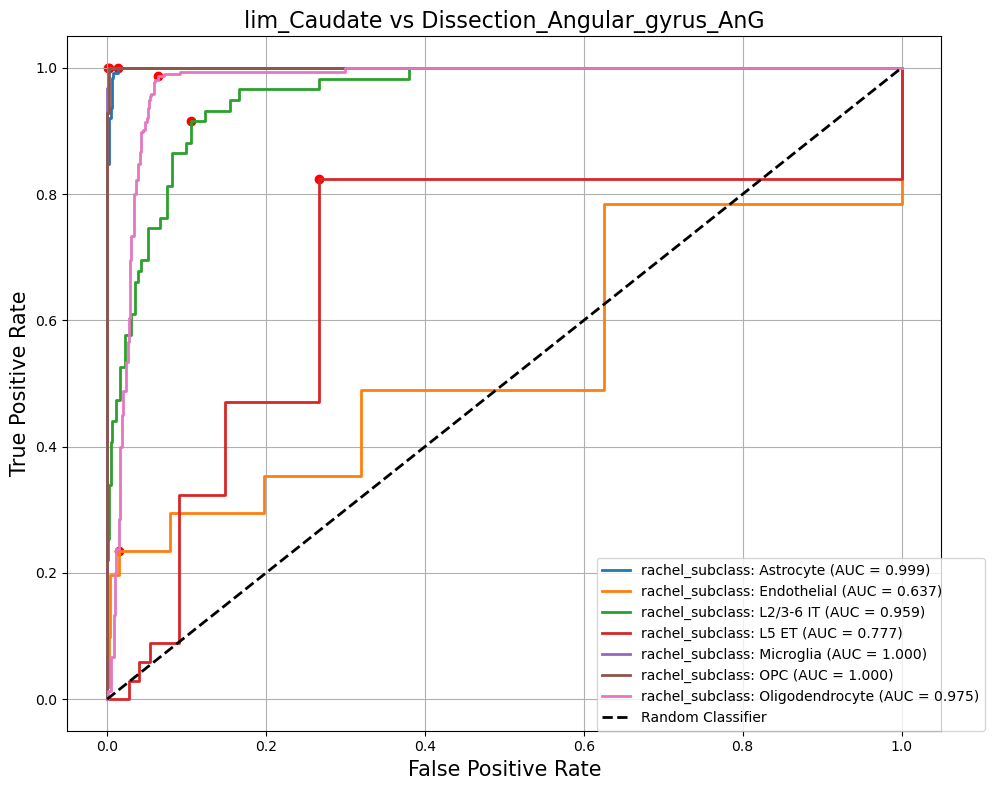 lim_Caudate vs Dissection_Angular_gyrus_AnG
1.0
0.8
0.6
0.4
0.2
0.0
True Positive Rate
0.0 0.2 0.4 0.6 0.8 1.0
False Positive Rate
rachel_subclass: Astrocyte (AUC = 0.999)
rachel_subclass: Endothelial (AUC = 0.637)
rachel_subclass: L2/3-6 IT (AUC = 0.959)
rachel_subclass: L5 ET (AUC = 0.777)
rachel_subclass: Microglia (AUC = 1.000)
rachel_subclass: OPC (AUC = 1.000)
rachel_subclass: Oligodendrocyte (AUC = 0.975)
Random Classifier